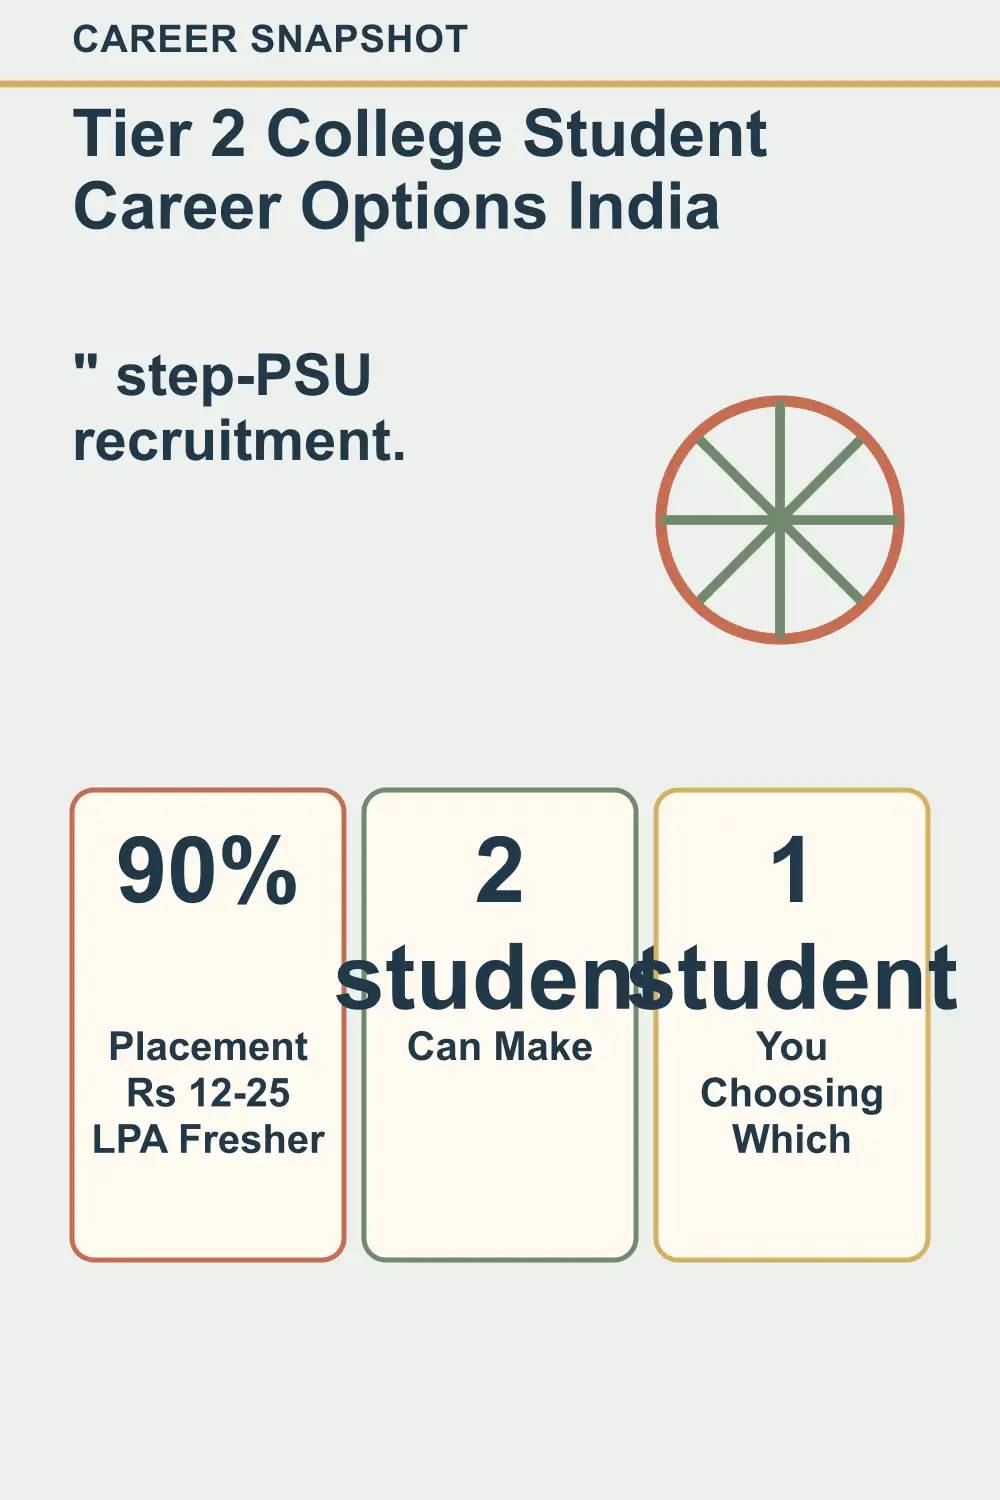 CAREER SNAPSHOT
Tier 2 College Student
Career Options India
" step-PSU
recruitment.
90%
Placement
Rs 12-25
LPA Fresher
2
student
Can Make
1
student
You
Choosing
Which